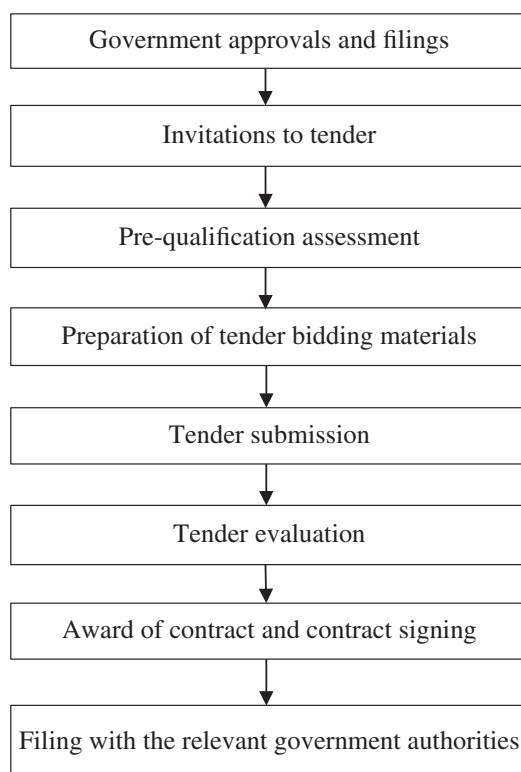 Government approvals and filings
Invitations to tender
Pre-qualification assessment
Preparation of tender bidding materials
Tender submission
Tender evaluation
Award of contract and contract signing
Filing with the relevant government authorities